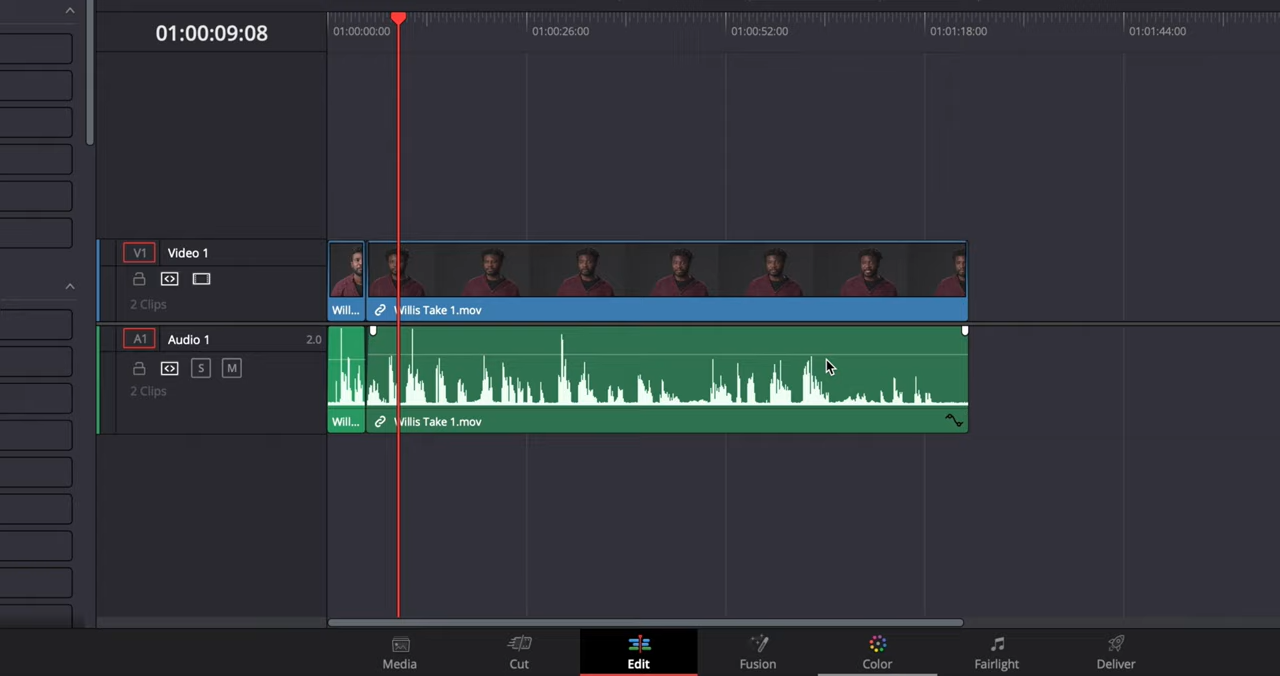 01:00:09:08
01:00:00:00 01:00:26:00 01:00:52:00 01:01:18:00 01:01:44:00
V1 Video 1
2 Clips
Will... Willis Take 1.mov
A1 Audio 1 2.0
S M
2 Clips
Will... Willis Take 1.mov
Media Cut Edit Fusion Color Fairlight Deliver